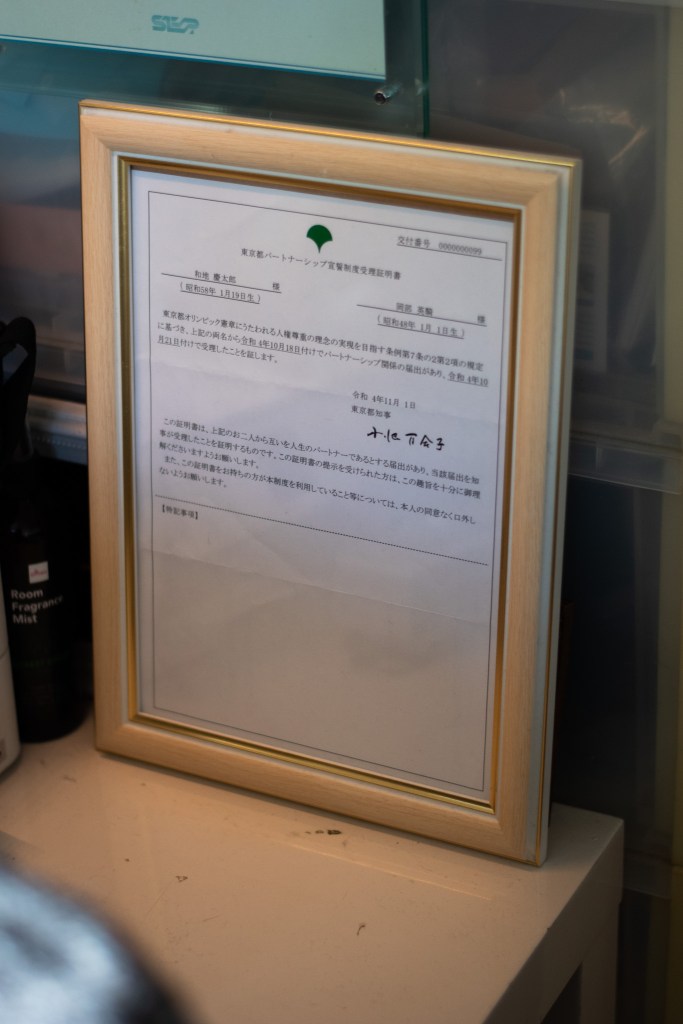 STEP
交付番号 0000000099
東京都パートナーシップ宣誓制度受理証明書
和地 慶太郎 様
( 昭和58年 1月19日生 )
岡部 英騎 様
( 昭和48年 1月 1日生 )
東京都オリンピック憲章にうたわれる人権尊重の理念の実現を目指す条例第7条の2第2項の規定
に基づき、上記の両名から令和 4年10月18日付けでパートナーシップ関係の届出があり、令和 4年10
月21日付けで受理したことを証します。
令和 4年11月 1日
東京都知事
小池百合子
この証明書は、上記のお二人から互いを人生のパートナーであるとする届出があり、当該届出を知
事が受理したことを証明するものです。この証明書の提示を受けられた方は、この趣旨を十分に御理
解くださいますようお願いします。
また、この証明書をお持ちの方が本制度を利用していること等については、本人の同意なく口外し
ないようお願いします。
【特記事項】
Room
Fragrance
Mist